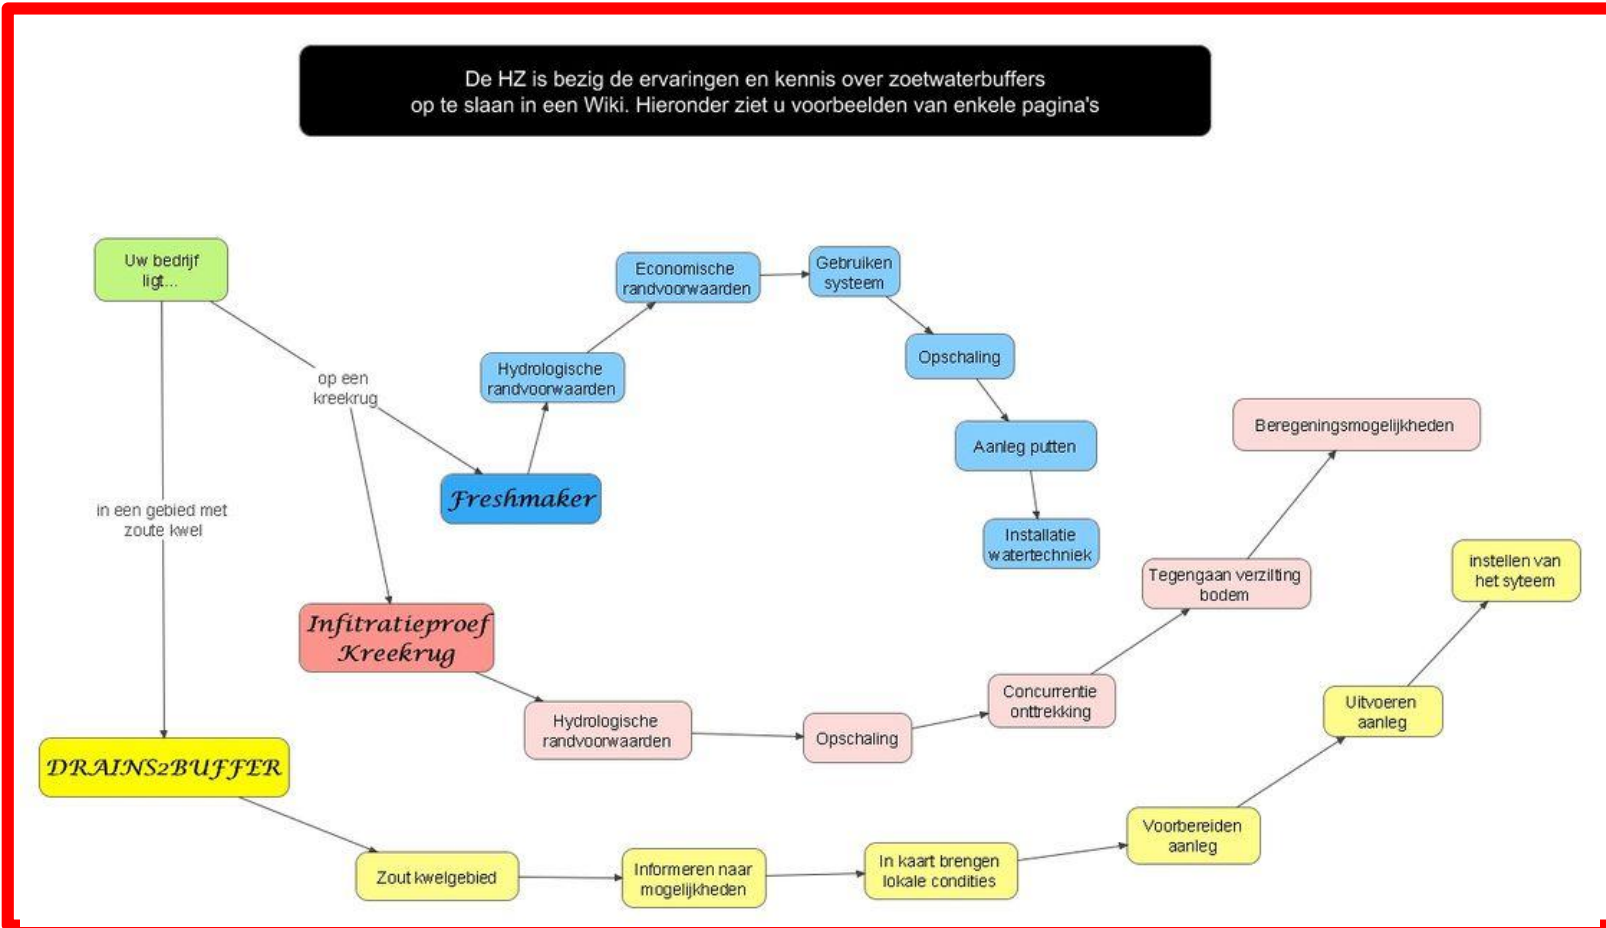 De HZ is bezig de ervaringen en kennis over zoetwaterbuffers
op te slaan in een Wiki. Hieronder ziet u voorbeelden van enkele pagina's
Uw bedrijf
ligt...
op een
kreekrug
in een gebied met
zoute kwel
Freshmaker
Hydrologische
randvoorwaarden
Economische
randvoorwaarden
Gebruiken
systeem
Opschaling
Aanleg putten
Installatie
watertechniek
Infitratieproef
Kreekrug
Hydrologische
randvoorwaarden
Opschaling
Concurrentie
onttrekking
Tegengaan verzilting
bodem
Beregeningsmogelijkheden
DRAINS2BUFFER
Zout kwelgebied
Informeren naar
mogelijkheden
In kaart brengen
lokale condities
Voorbereiden
aanleg
Uitvoeren
aanleg
instellen van
het syteem